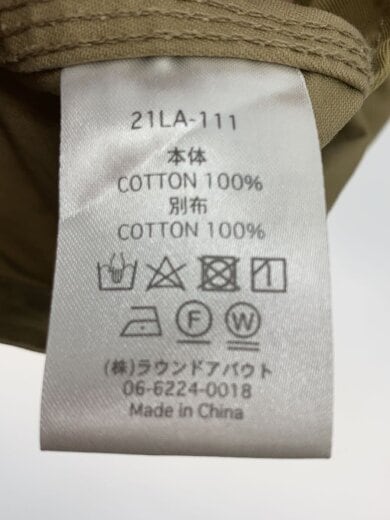 21LA-111
本体
COTTON 100%
別布
COTTON 100%
F W
(株)ラウンドアバウト
06-6224-0018
Made in China